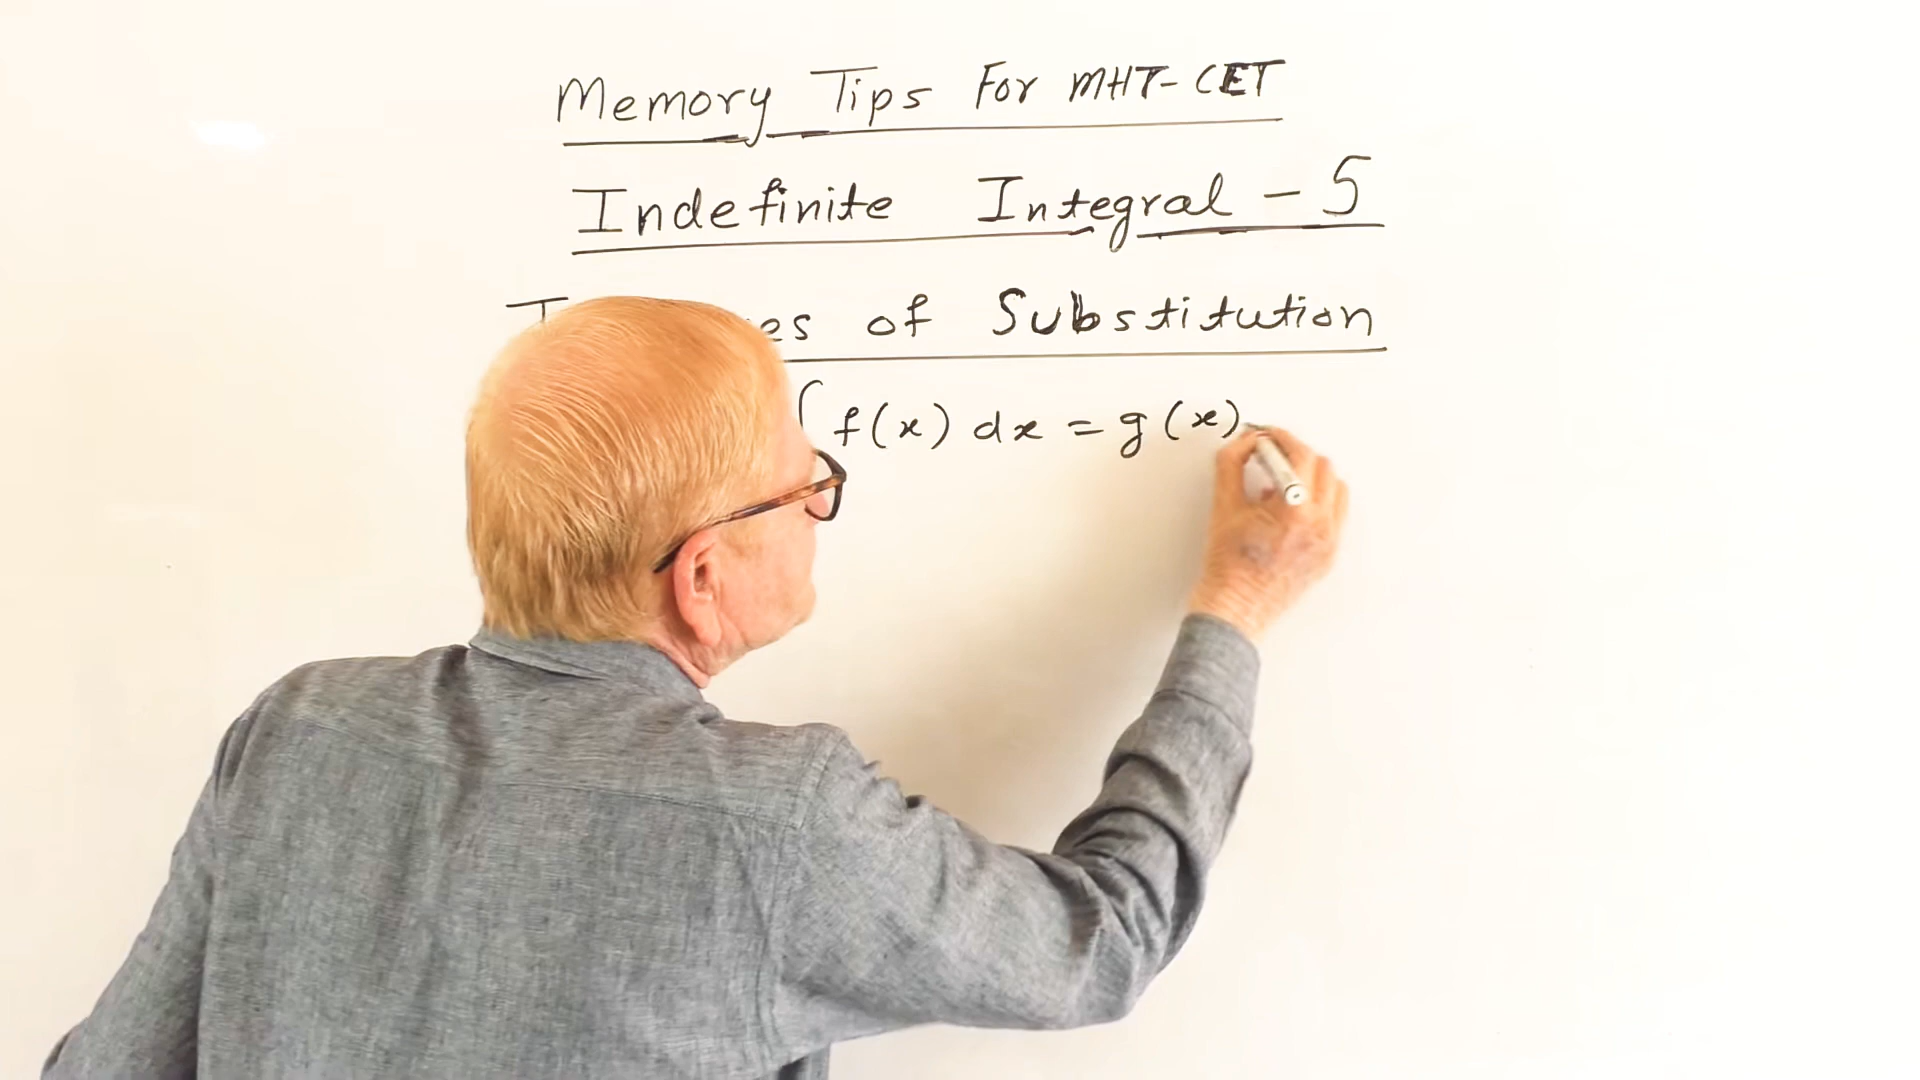 Memory Tips For MHT-CET
Indefinite Integral - 5
of Substitution
∫ f(x) dx = g(x)